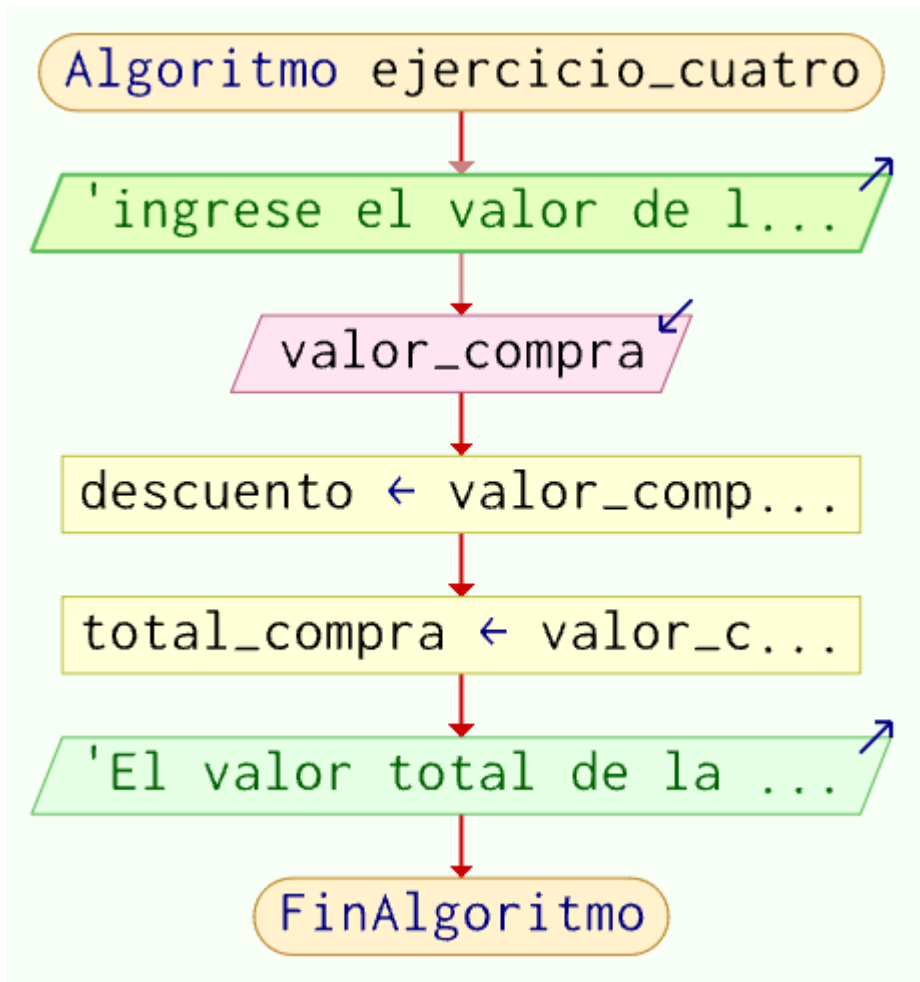 Algoritmo ejercicio_cuatro
'ingrese el valor de l...
valor_compra
descuento ← valor_comp...
total_compra ← valor_c...
'El valor total de la ...
FinAlgoritmo